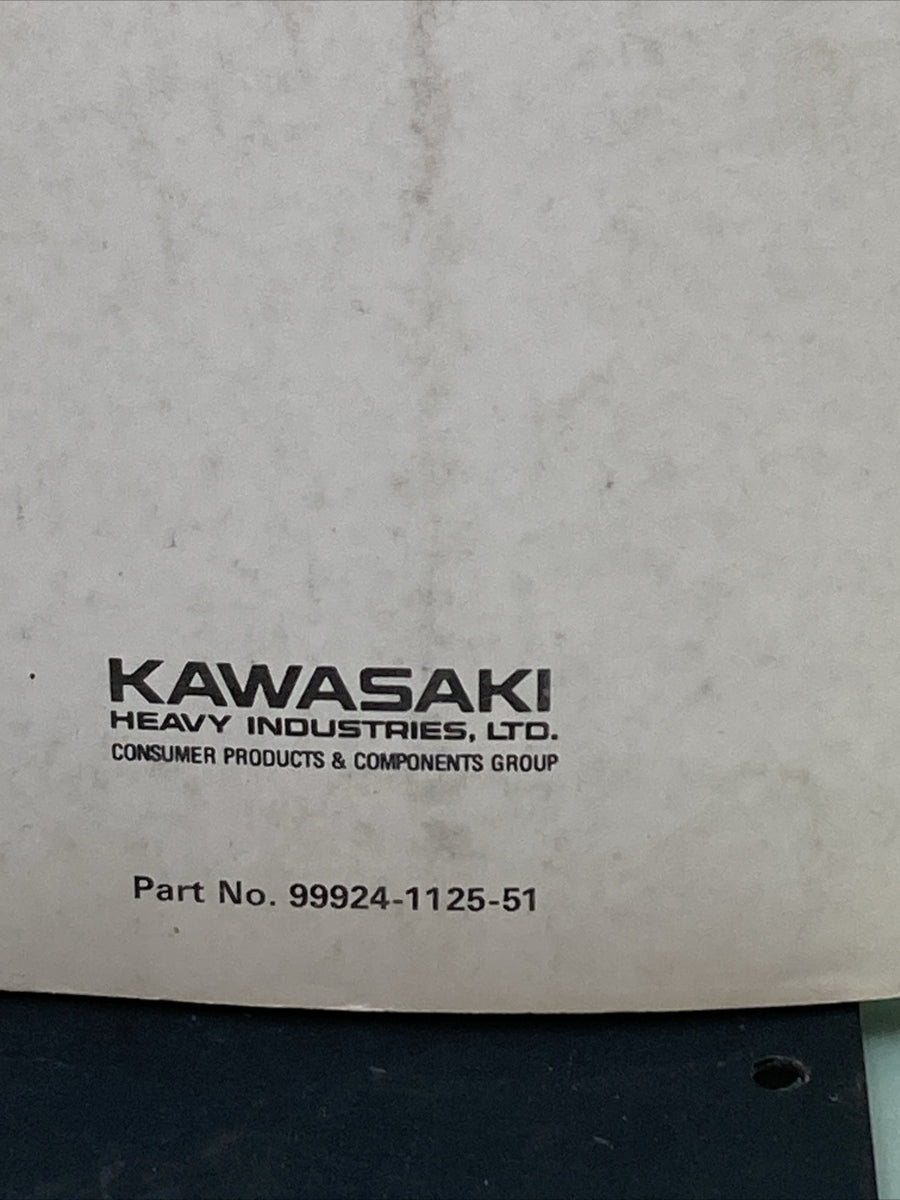 KAWASAKI
HEAVY INDUSTRIES, LTD.
CONSUMER PRODUCTS & COMPONENTS GROUP
Part No. 99924-1125-51